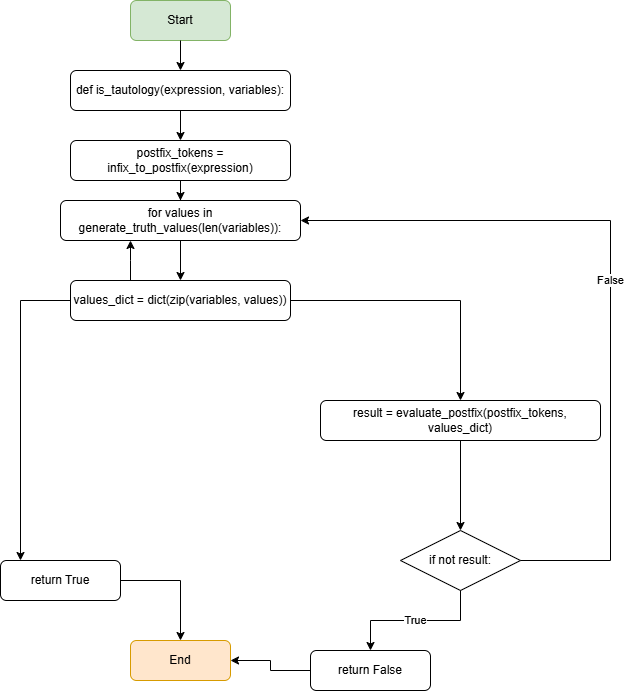 Start
def is_tautology(expression, variables):
postfix_tokens =
infix_to_postfix(expression)
for values in
generate_truth_values(len(variables)):
False
values_dict = dict(zip(variables, values))
result = evaluate_postfix(postfix_tokens,
values_dict)
if not result:
return True
True
End
return False